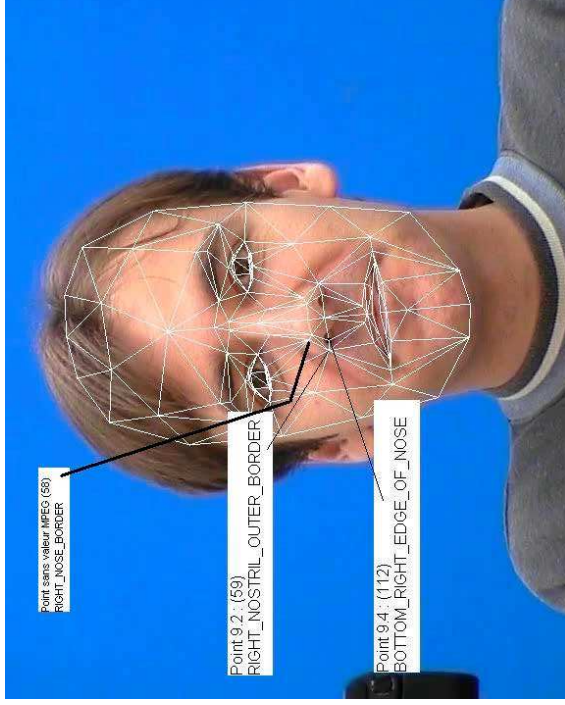 Point sans valeur MPEG (58)
RIGHT_NOSE_BORDER
Point 9.2 : (59)
RIGHT_NOSTRIL_OUTER_BORDER
Point 9.4 : (112)
BOTTOM_RIGHT_EDGE_OF_NOSE